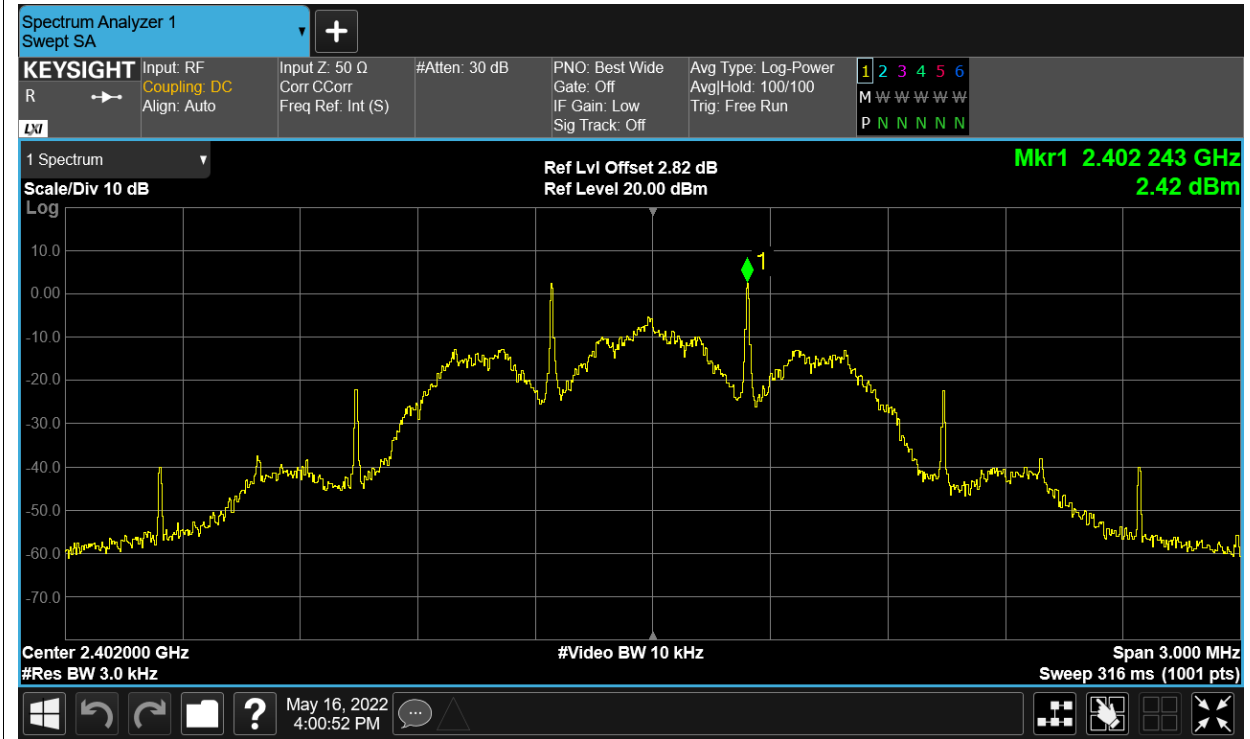 Spectrum Analyzer 1
Swept SA
KEYSIGHT
R
LXI
Input: RF
Coupling: DC
Align: Auto
Input Z: 50 Ω
Corr CCorr
Freq Ref: Int (S)
#Atten: 30 dB
PNO: Best Wide
Gate: Off
IF Gain: Low
Sig Track: Off
Avg Type: Log-Power
Avg|Hold: 100/100
Trig: Free Run
1 2 3 4 5 6
M W W W W W W
P N N N N N N
1 Spectrum
Scale/Div 10 dB
Log
Ref Lvl Offset 2.82 dB
Ref Level 20.00 dBm
Mkr1 2.402 243 GHz
2.42 dBm
1
10.0
0.00
-10.0
-20.0
-30.0
-40.0
-50.0
-60.0
-70.0
Center 2.402000 GHz
#Video BW 10 kHz
Span 3.000 MHz
#Res BW 3.0 kHz
Sweep 316 ms (1001 pts)
?
May 16, 2022
4:00:52 PM